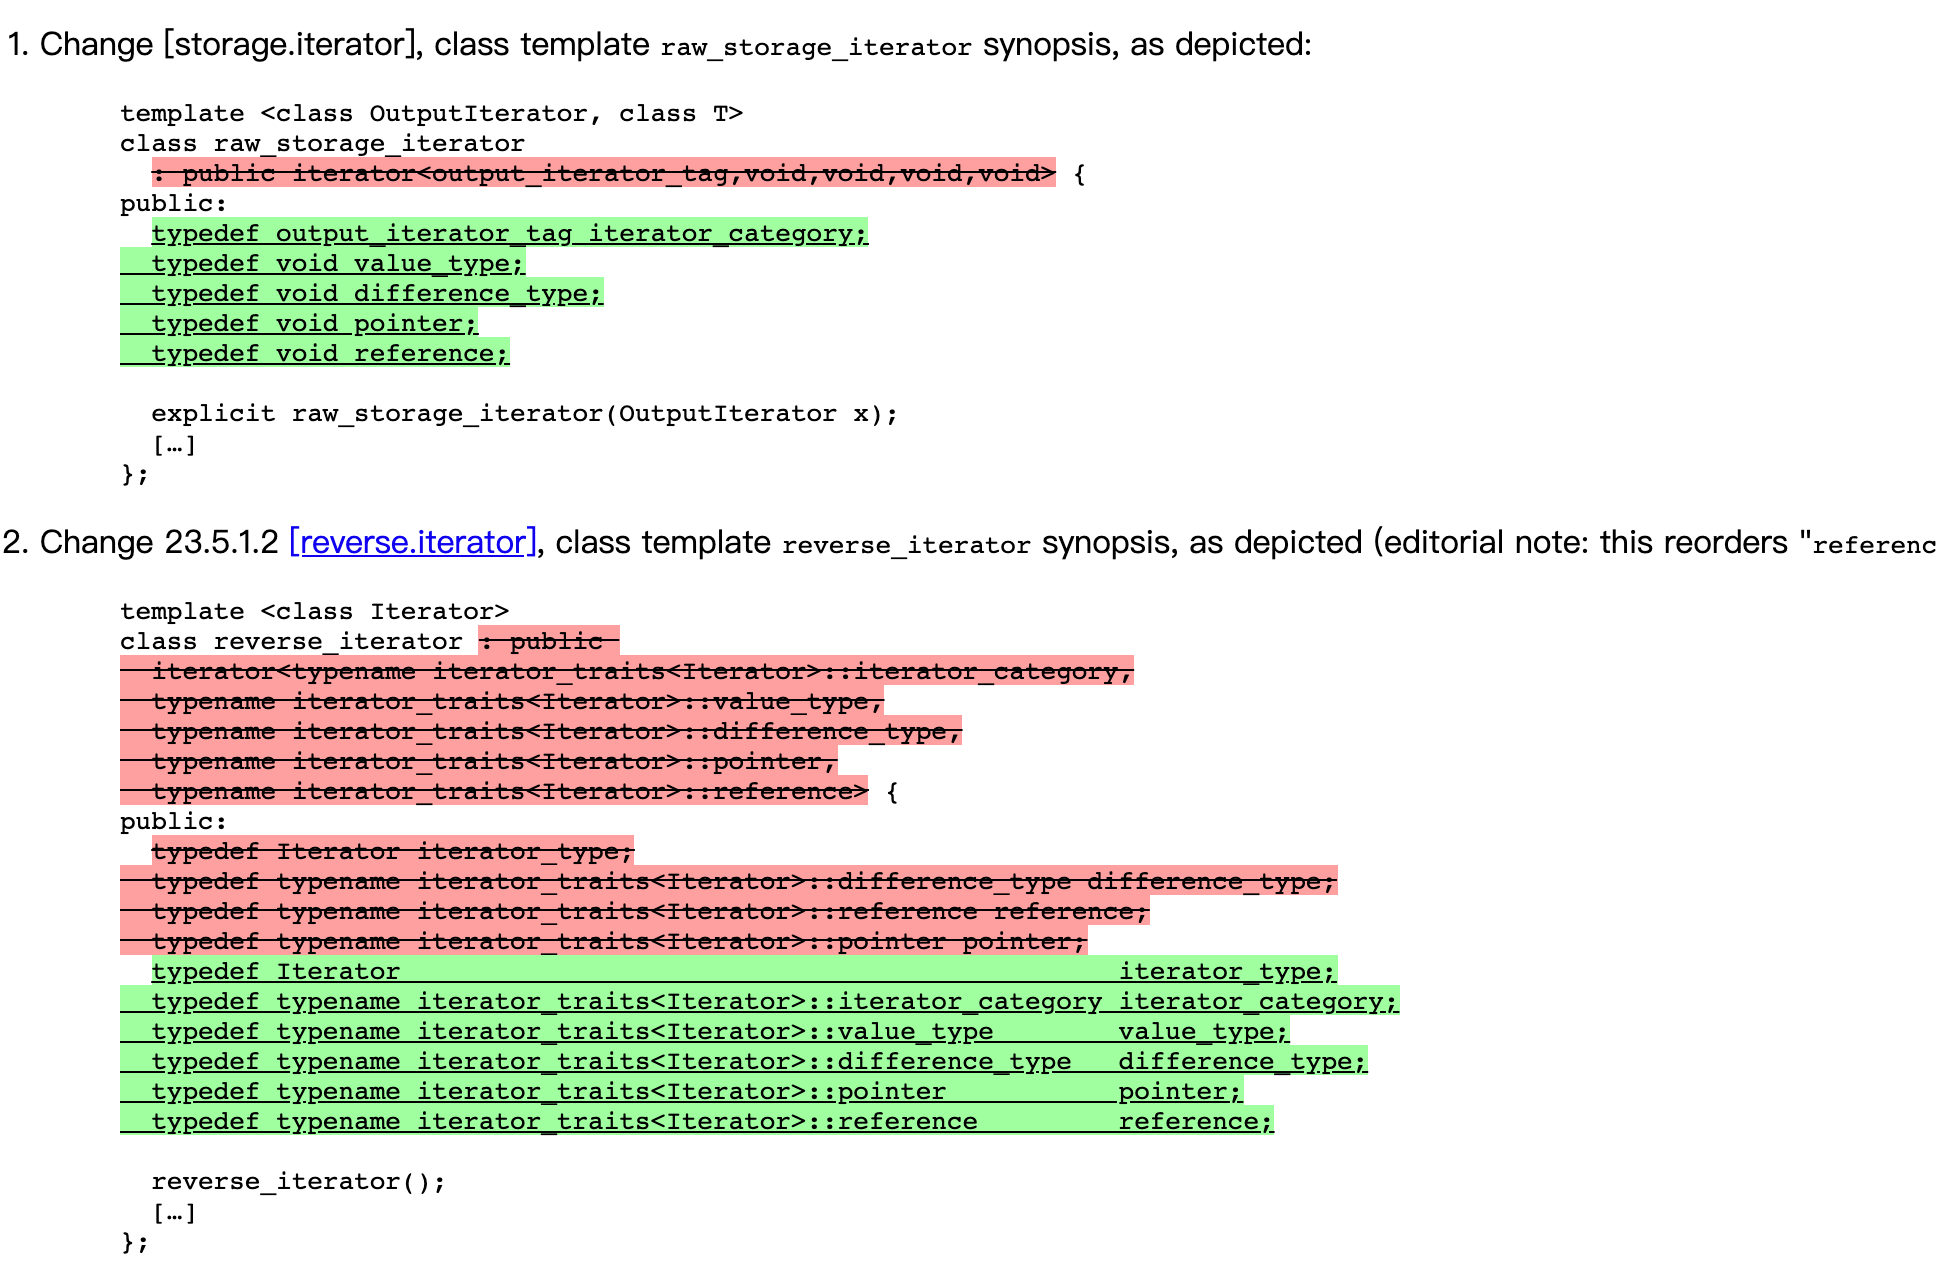 1. Change [storage.iterator], class template raw_storage_iterator synopsis, as depicted:
template <class OutputIterator, class T>
class raw_storage_iterator
  : public iterator<output_iterator_tag,void,void,void,void> {
public:
  typedef output_iterator_tag iterator_category;
  typedef void value_type;
  typedef void difference_type;
  typedef void pointer;
  typedef void reference;
  explicit raw_storage_iterator(OutputIterator x);
  […]
};
2. Change 23.5.1.2 [reverse.iterator], class template reverse_iterator synopsis, as depicted (editorial note: this reorders "referenc
template <class Iterator>
class reverse_iterator : public
  iterator<typename iterator_traits<Iterator>::iterator_category,
  typename iterator_traits<Iterator>::value_type,
  typename iterator_traits<Iterator>::difference_type,
  typename iterator_traits<Iterator>::pointer,
  typename iterator_traits<Iterator>::reference> {
public:
  typedef Iterator iterator_type;
  typedef typename iterator_traits<Iterator>::difference_type difference_type;
  typedef typename iterator_traits<Iterator>::reference reference;
  typedef typename iterator_traits<Iterator>::pointer pointer;
  typedef Iterator                                              iterator_type;
  typedef typename iterator_traits<Iterator>::iterator_category iterator_category;
  typedef typename iterator_traits<Iterator>::value_type        value_type;
  typedef typename iterator_traits<Iterator>::difference_type   difference_type;
  typedef typename iterator_traits<Iterator>::pointer           pointer;
  typedef typename iterator_traits<Iterator>::reference         reference;
  reverse_iterator();
  […]
};